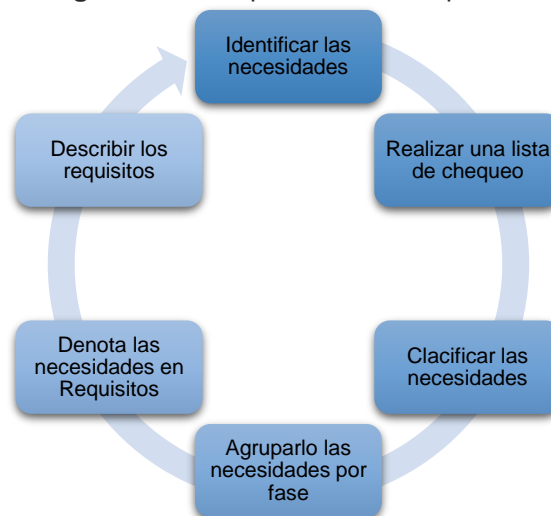 Identificar las
necesidades
Realizar una lista
de chequeo
Clacificar las
necesidades
Agruparlo las
necesidades por
fase
Denota las
necesidades en
Requisitos
Describir los
requisitos